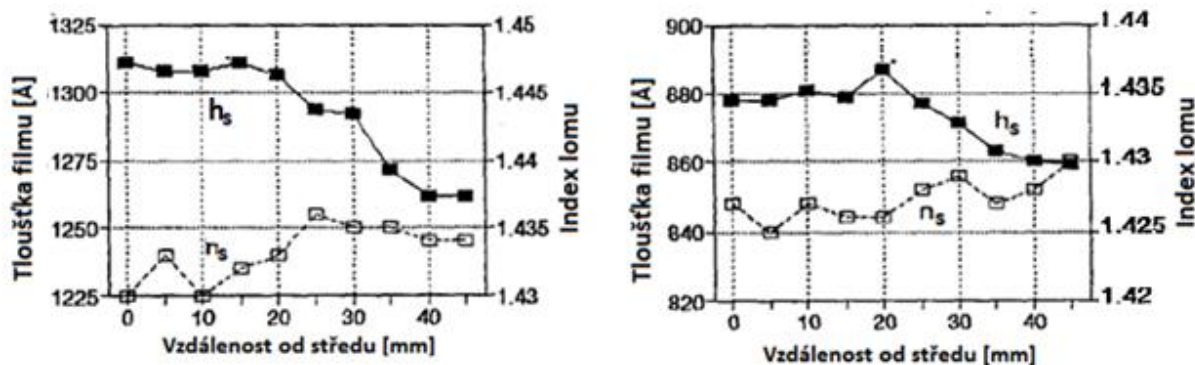 Tloušťka filmu [Å]
1325
1300
1275
1250
1225
hs
ns
0 10 20 30 40
Vzdálenost od středu [mm]
1.45
1.445
1.44
1.435
1.43
Index lomu
Tloušťka filmu [Å]
900
880
860
840
820
hs
ns
0 10 20 30 40
Vzdálenost od středu [mm]
1.44
1.435
1.430
1.425
1.42
Index lomu